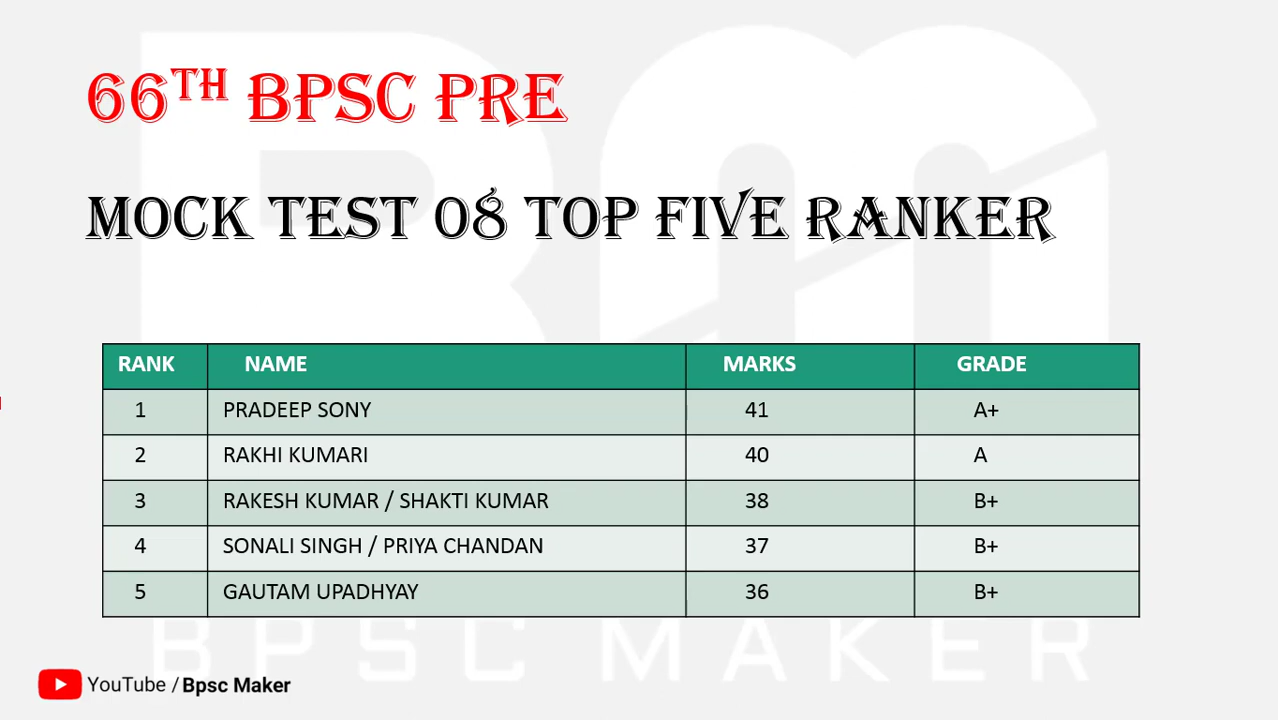 66TH BPSC PRE
MOCK TEST 08 TOP FIVE RANKER
RANK NAME MARKS GRADE
1 PRADEEP SONY 41 A+
2 RAKHI KUMARI 40 A
3 RAKESH KUMAR / SHAKTI KUMAR 38 B+
4 SONALI SINGH / PRIYA CHANDAN 37 B+
5 GAUTAM UPADHYAY 36 B+
BPSC MAKER
YouTube / Bpsc Maker